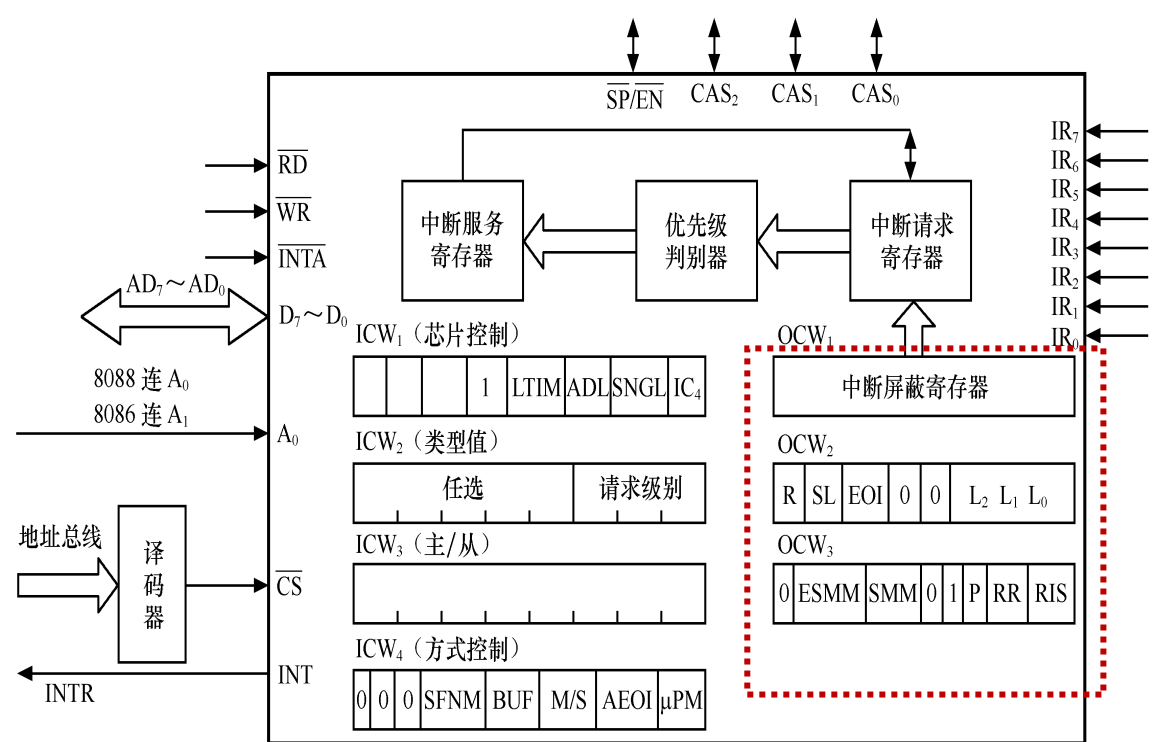 SP/EN CAS2 CAS1 CAS0
IR7
IR6
IR5
IR4
IR3
IR2
IR1
IR0
RD
WR
INTA
AD7～AD0
D7～D0
8088 连 A0
8086 连 A1
A0
地址总线
译
码
器
CS
INT
INTR
中断服务
寄存器
优先级
判别器
中断请求
寄存器
ICW1（芯片控制）
1 LTIM ADL SNGL IC4
ICW2（类型值）
任选 请求级别
ICW3（主/从）
ICW4（方式控制）
0 0 0 SFNM BUF M/S AEOI μPM
OCW1
中断屏蔽寄存器
OCW2
R SL EOI 0 0 L2 L1 L0
OCW3
0 ESMM SMM 0 1 P RR RIS